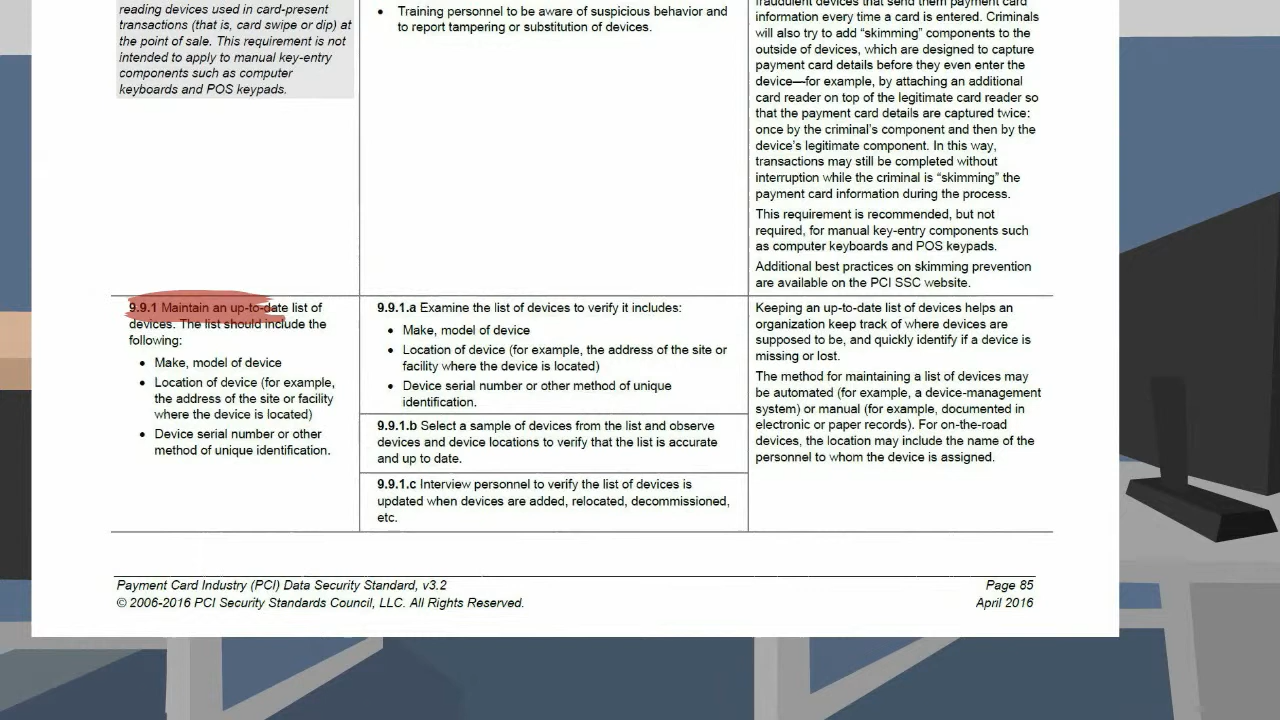 reading devices used in card-present
transactions (that is, card swipe or dip) at
the point of sale. This requirement is not
intended to apply to manual key-entry
components such as computer
keyboards and POS keypads.
• Training personnel to be aware of suspicious behavior and
to report tampering or substitution of devices.
fraudulent devices that send them payment card
information every time a card is entered. Criminals
will also try to add “skimming” components to the
outside of devices, which are designed to capture
payment card details before they even enter the
device—for example, by attaching an additional
card reader on top of the legitimate card reader so
that the payment card details are captured twice:
once by the criminal’s component and then by the
device’s legitimate component. In this way,
transactions may still be completed without
interruption while the criminal is “skimming” the
payment card information during the process.
This requirement is recommended, but not
required, for manual key-entry components such
as computer keyboards and POS keypads.
Additional best practices on skimming prevention
are available on the PCI SSC website.
9.9.1 Maintain an up-to-date list of
devices. The list should include the
following:
• Make, model of device
• Location of device (for example,
the address of the site or facility
where the device is located)
• Device serial number or other
method of unique identification.
9.9.1.a Examine the list of devices to verify it includes:
• Make, model of device
• Location of device (for example, the address of the site or
facility where the device is located)
• Device serial number or other method of unique
identification.
9.9.1.b Select a sample of devices from the list and observe
devices and device locations to verify that the list is accurate
and up to date.
9.9.1.c Interview personnel to verify the list of devices is
updated when devices are added, relocated, decommissioned,
etc.
Keeping an up-to-date list of devices helps an
organization keep track of where devices are
supposed to be, and quickly identify if a device is
missing or lost.
The method for maintaining a list of devices may
be automated (for example, a device-management
system) or manual (for example, documented in
electronic or paper records). For on-the-road
devices, the location may include the name of the
personnel to whom the device is assigned.
Payment Card Industry (PCI) Data Security Standard, v3.2
Page 85
© 2006-2016 PCI Security Standards Council, LLC. All Rights Reserved.
April 2016